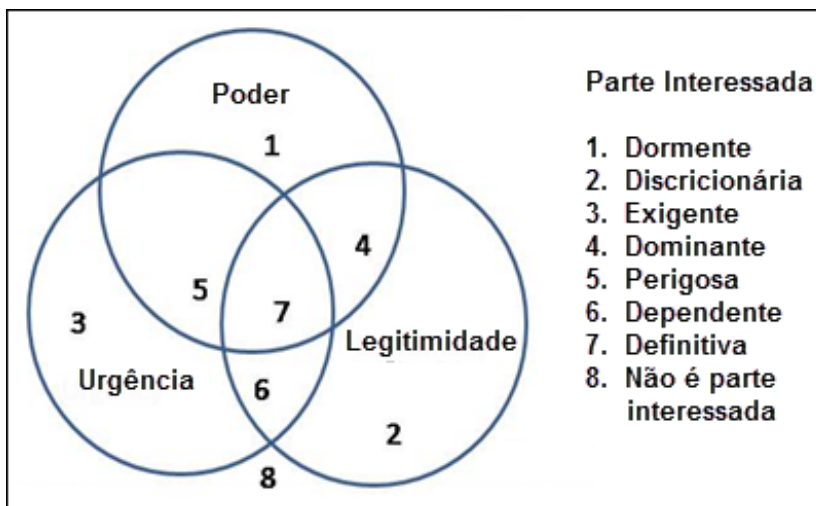 Poder
1
4
5
7
3
Legitimidade
Urgência
6
2
8
Parte Interessada
1. Dormente
2. Discricionária
3. Exigente
4. Dominante
5. Perigosa
6. Dependente
7. Definitiva
8. Não é parte
interessada